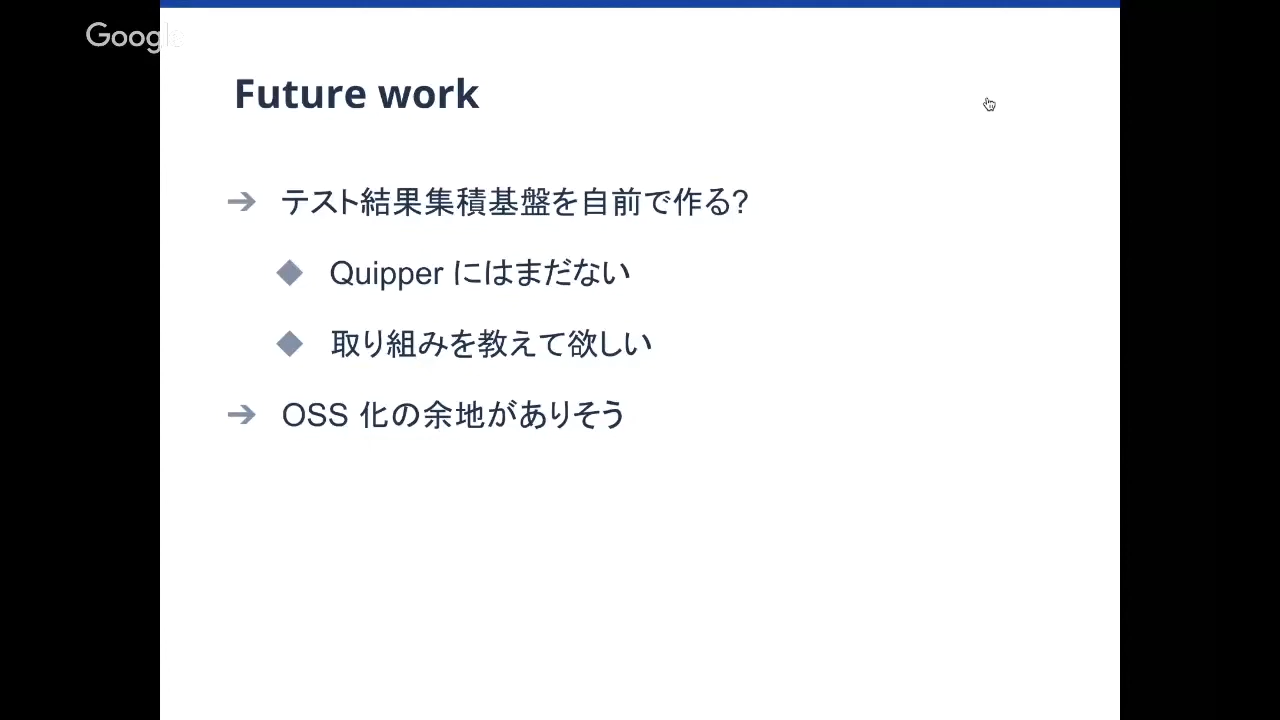 Google
Future work
テスト結果集積基盤を自前で作る?
Quipper にはまだない
取り組みを教えて欲しい
OSS 化の余地がありそう